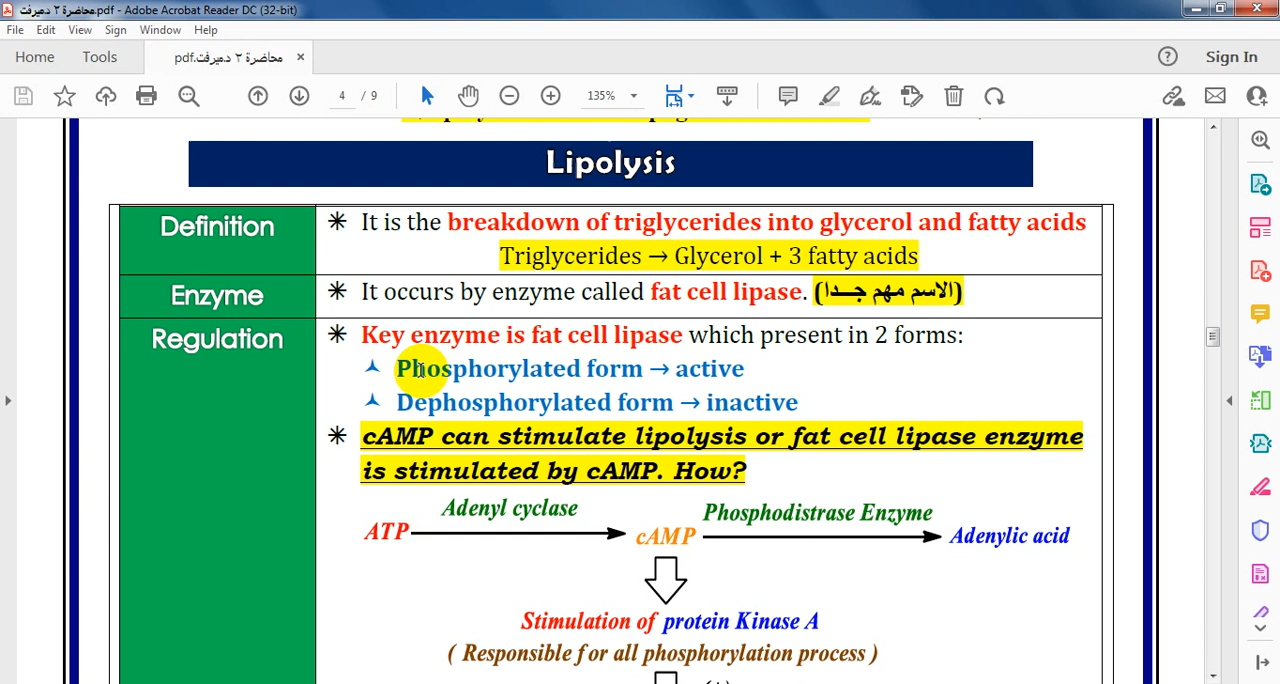 محاضرة ٢ د.ميرفت.pdf - Adobe Acrobat Reader DC (32-bit)
File Edit View Sign Window Help
Home Tools محاضرة ٢ د.ميرفت.pdf × Sign In
4 / 9 135%
Lipolysis
Definition
It is the breakdown of triglycerides into glycerol and fatty acids
Triglycerides → Glycerol + 3 fatty acids
Enzyme
It occurs by enzyme called fat cell lipase. (الاسم مهم جـــدا)
Regulation
Key enzyme is fat cell lipase which present in 2 forms:
Phosphorylated form → active
Dephosphorylated form → inactive
cAMP can stimulate lipolysis or fat cell lipase enzyme
is stimulated by cAMP. How?
Adenyl cyclase Phosphodistrase Enzyme
ATP cAMP Adenylic acid
Stimulation of protein Kinase A
( Responsible for all phosphorylation process )